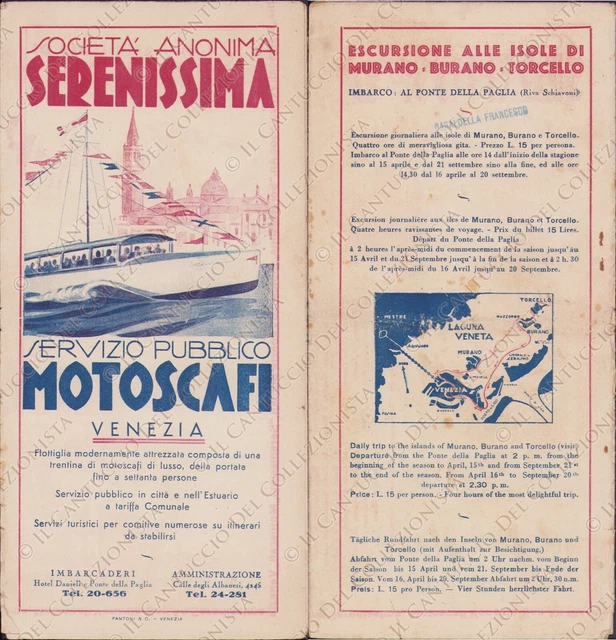 SOCIETÀ ANONIMA
SERENISSIMA
SERVIZIO PUBBLICO
MOTOSCAFI
VENEZIA
Flottiglia modernamente attrezzata composta di una
trentina di motoscafi di lusso, della portata
fino a settanta persone
Servizio pubblico in città e nell'Estuario
a tariffa Comunale
Servizi turistici per comitive numerose su itinerari
da stabilirsi
IMBARCADERI
Hotel Danieli - Ponte della Paglia
Tel. 20-656
AMMINISTRAZIONE
Calle degli Albanesi, 4248
Tel. 24-281
FANTONI & C. - VENEZIA
ESCURSIONE ALLE ISOLE DI
MURANO - BURANO - TORCELLO
IMBARCO: AL PONTE DELLA PAGLIA (Riva Schiavoni)
FRANCESCO
Escursione giornaliera alle isole di Murano, Burano e Torcello.
Quattro ore di meravigliosa gita. - Prezzo L. 15 per persona.
Imbarco al Ponte della Paglia alle ore 14 dall'inizio della stagione
sino al 15 aprile e dal 21 settembre sino alla fine, ed alle ore
14,30 dal 16 aprile al 20 settembre.
Excursion journalière aux îles de Murano, Burano et Torcello.
Quatre heures ravissantes de voyage. - Prix du billet 15 Lires.
Départ du Ponte della Paglia
à 2 heures l'après-midi du commencement de la saison jusqu'au
15 Avril et du 21 Septembre jusqu'à la fin de la saison et à 2 h. 30
de l'après-midi du 16 Avril jusqu'au 20 Septembre.
MESTRE
LAGUNA
VENETA
TORCELLO
MAZZORBO
BURANO
MURANO
VENEZIA
Daily trip to the islands of Murano, Burano and Torcello (visit)
Departure from the Ponte della Paglia at 2 p. m. from the
beginning of the season to April, 15th and from September 21st
to the end of the season. From April 16th to September 20th
departure at 2.30 p. m.
Price: L. 15 per person. - Four hours of the most delightful trip.
Tägliche Rundfahrt nach den Inseln von Murano, Burano und
Torcello (mit Aufenthalt zur Besichtigung.)
Abfahrt vom Ponte della Paglia um 2 Uhr nachm. vom Beginn
der Saison bis 15 April und vom 21. September bis Ende der
Saison. Vom 16. April bis 20. September Abfahrt um 2 Uhr, 30 n.m.
Preis: L. 15 pro Person. — Vier Stunden herrlichster Fahrt.
© IL CANTUCCIO DEL COLLEZIONISTA